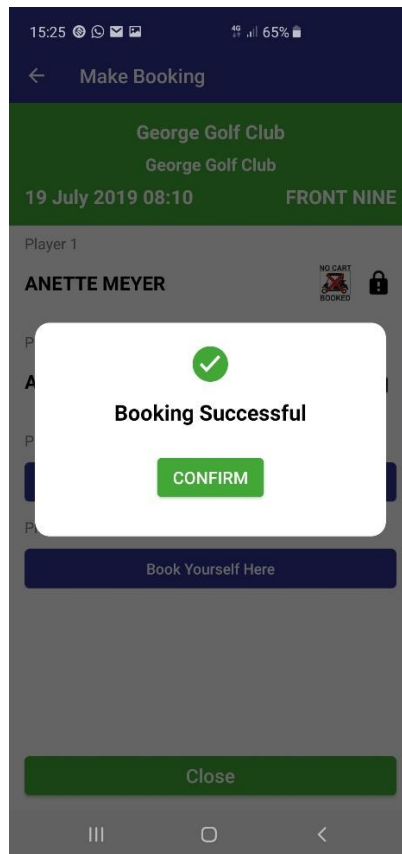 15:25 4G 65%
Make Booking
George Golf Club
George Golf Club
19 July 2019 08:10 FRONT NINE
Player 1
ANETTE MEYER NO CART BOOKED
P
A
Booking Successful
P
CONFIRM
Book Yourself Here
Close